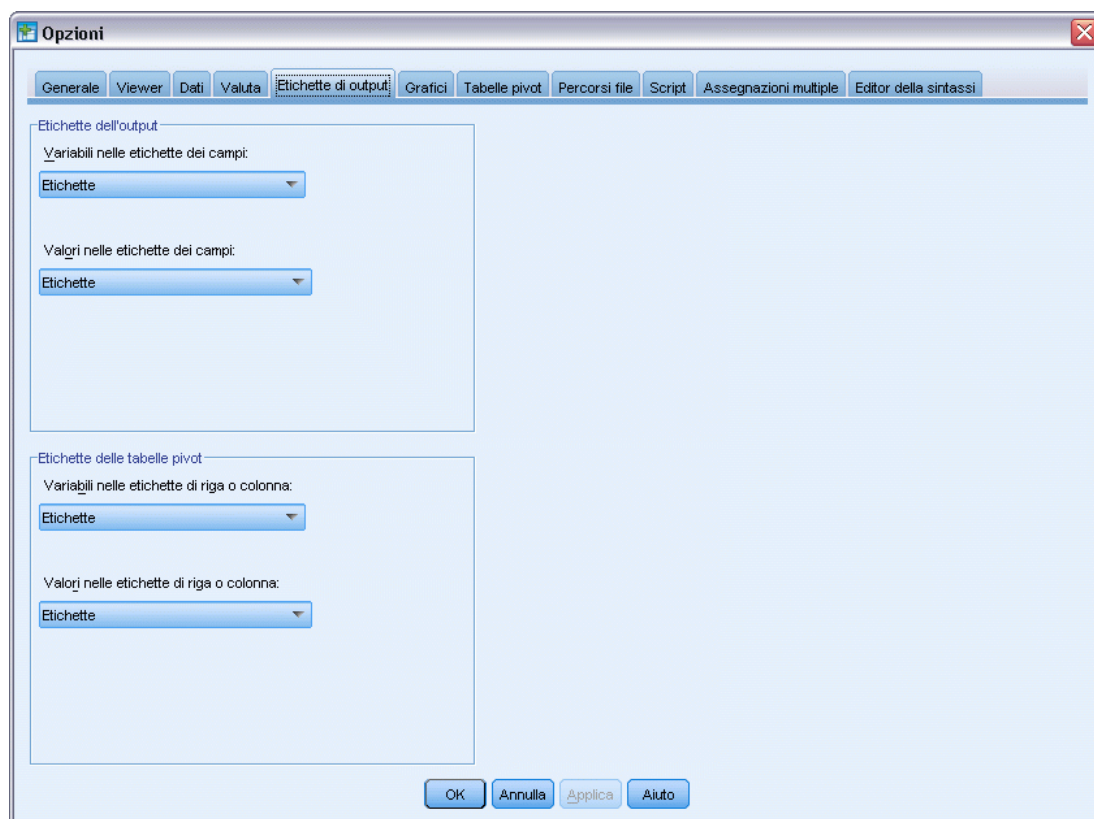 Opzioni
Generale Viewer Dati Valuta Etichette di output Grafici Tabelle pivot Percorsi file Script Assegnazioni multiple Editor della sintassi
Etichette dell'output
Variabili nelle etichette dei campi:
Etichette
Valori nelle etichette dei campi:
Etichette
Etichette delle tabelle pivot
Variabili nelle etichette di riga o colonna:
Etichette
Valori nelle etichette di riga o colonna:
Etichette
OK Annulla Applica Aiuto